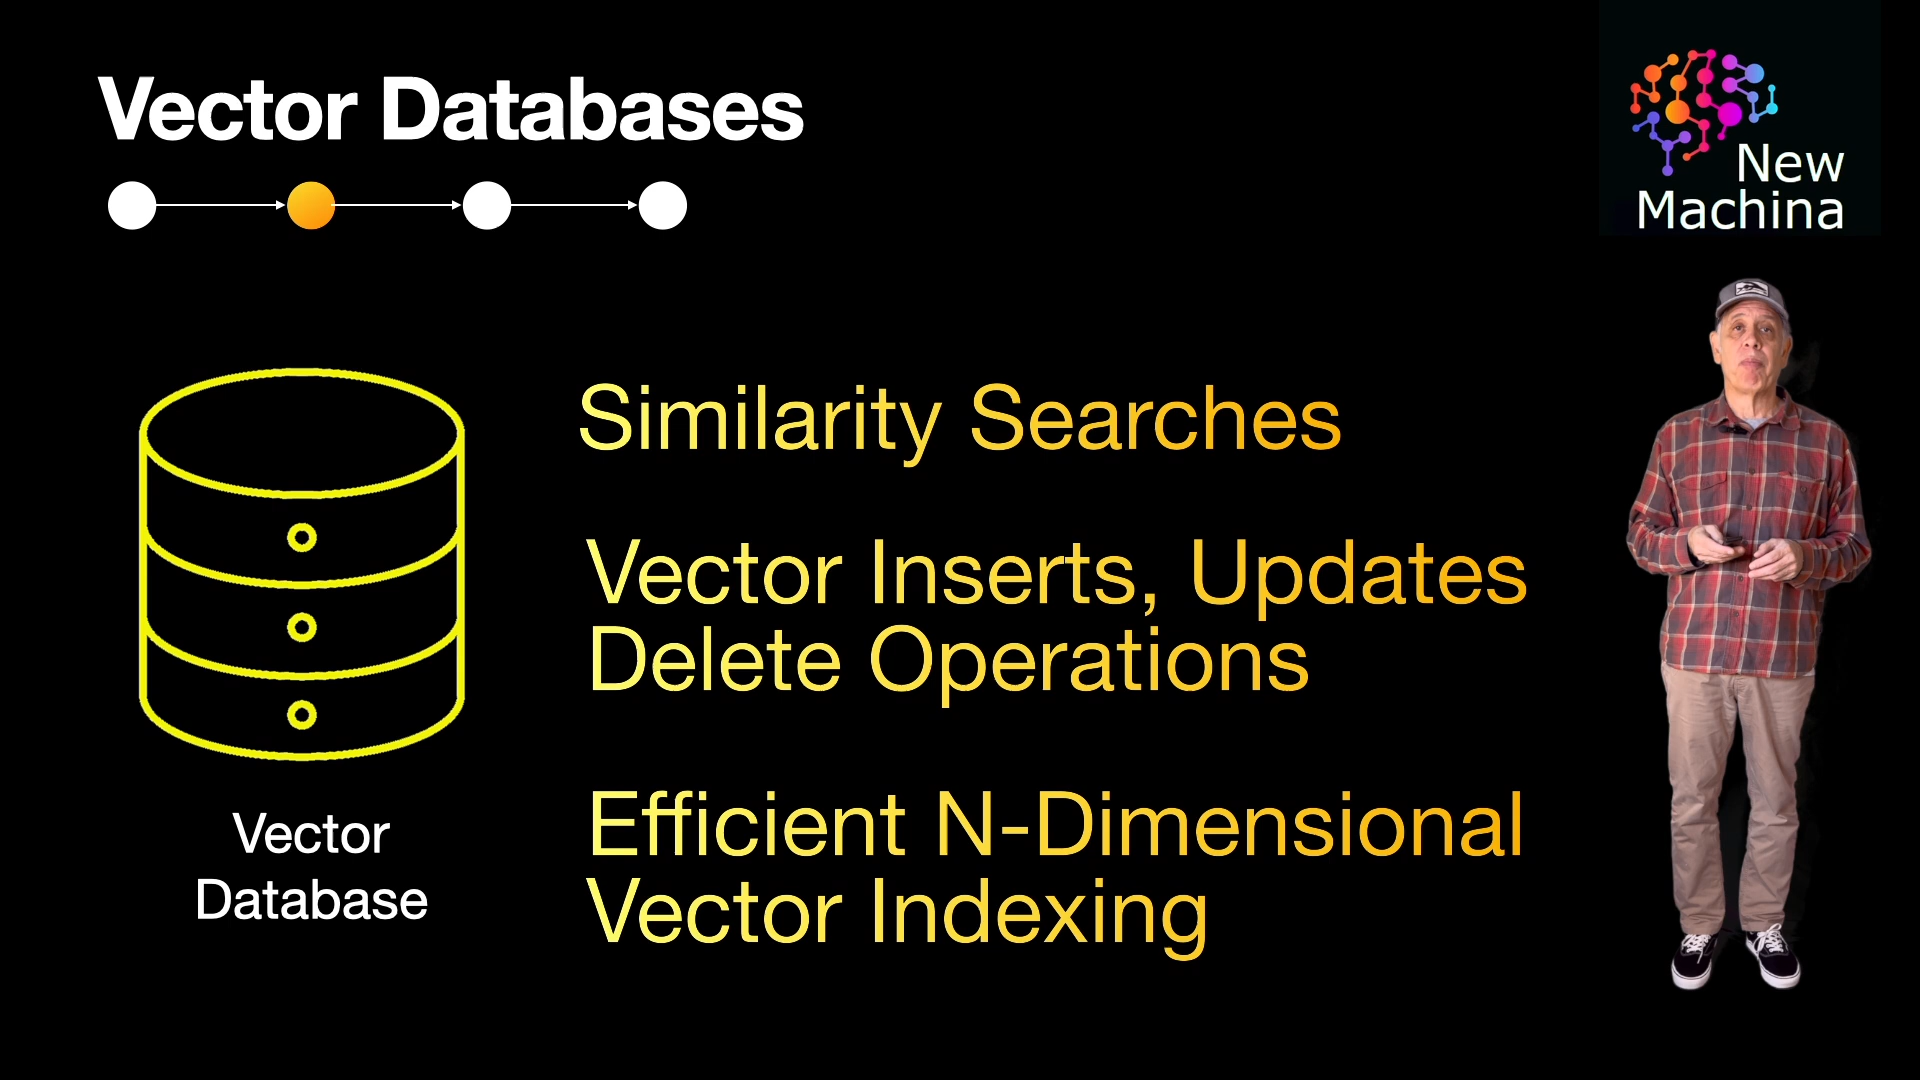 Vector Databases
New
Machina
Similarity Searches
Vector Inserts, Updates
Delete Operations
Efficient N-Dimensional
Vector Indexing
Vector
Database